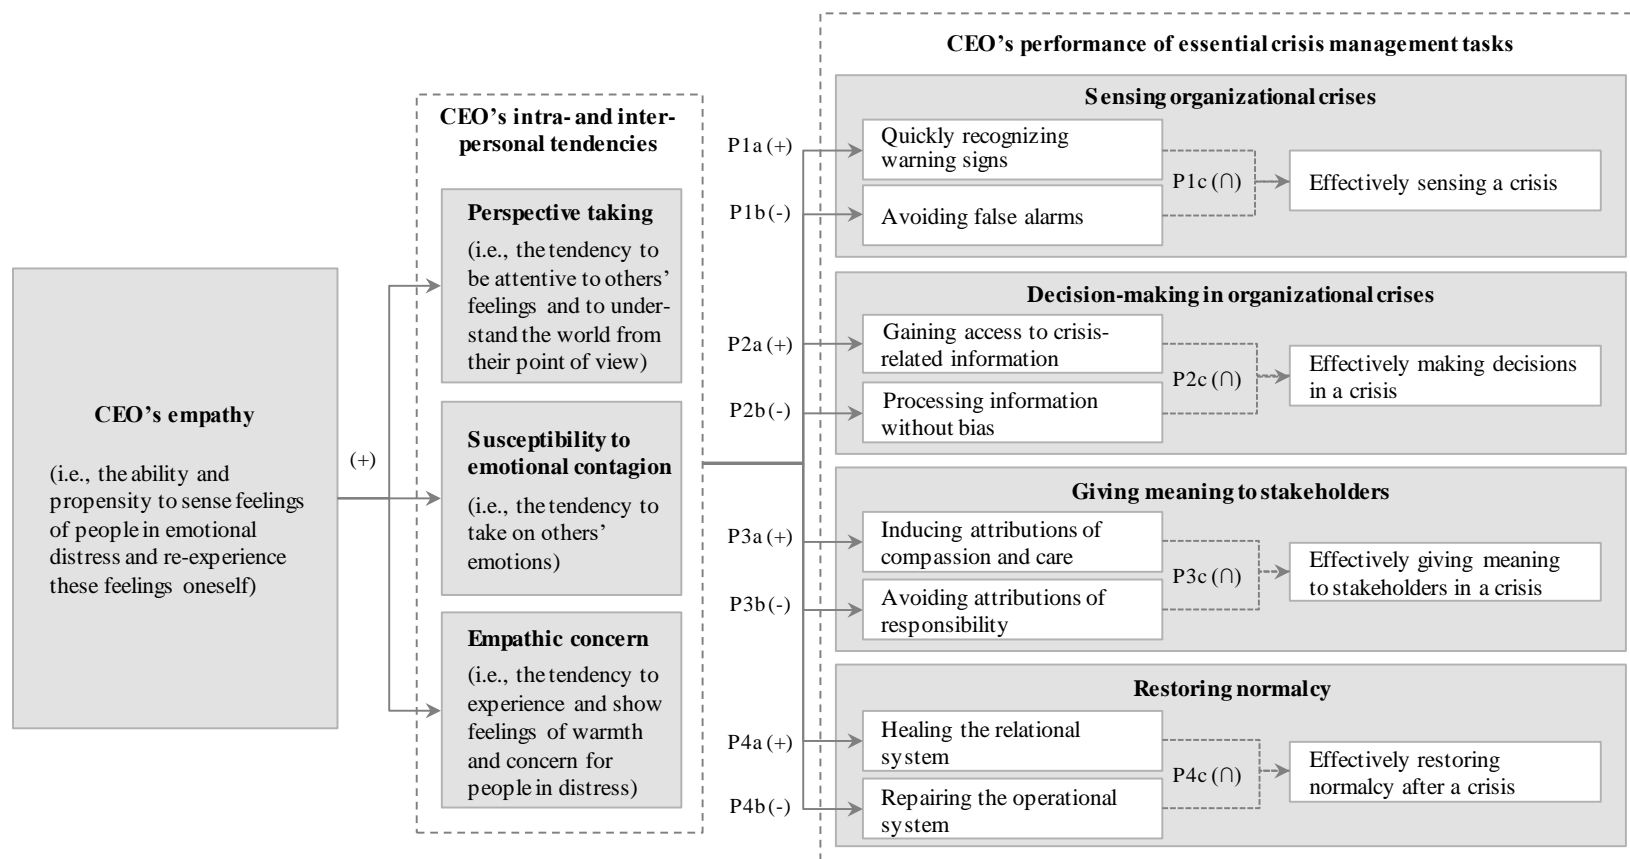 CEO's empathy
(i.e., the ability and
propensity to sense feelings
of people in emotional
distress and re-experience
these feelings oneself)
(+)
CEO's intra- and inter-
personal tendencies
Perspective taking
(i.e., the tendency to
be attentive to others'
feelings and to under-
stand the world from
their point of view)
Susceptibility to
emotional contagion
(i.e., the tendency to
take on others'
emotions)
Empathic concern
(i.e., the tendency to
experience and show
feelings of warmth
and concern for
people in distress)
CEO's performance of essential crisis management tasks
Sensing organizational crises
P1a (+)
Quickly recognizing
warning signs
P1b (-)
Avoiding false alarms
P1c (∩)
Effectively sensing a crisis
Decision-making in organizational crises
P2a (+)
Gaining access to crisis-
related information
P2b (-)
Processing information
without bias
P2c (∩)
Effectively making decisions
in a crisis
Giving meaning to stakeholders
P3a (+)
Inducing attributions of
compassion and care
P3b (-)
Avoiding attributions of
responsibility
P3c (∩)
Effectively giving meaning
to stakeholders in a crisis
Restoring normalcy
P4a (+)
Healing the relational
system
P4b (-)
Repairing the operational
system
P4c (∩)
Effectively restoring
normalcy after a crisis